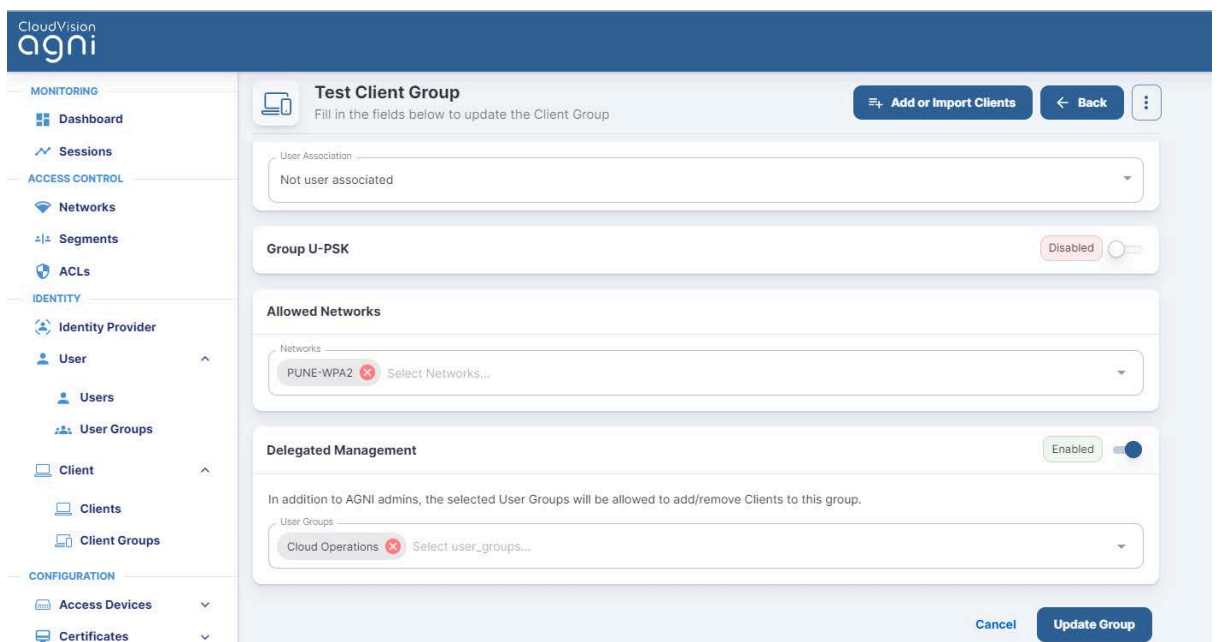 CloudVision
agni
MONITORING
Dashboard
Sessions
ACCESS CONTROL
Networks
Segments
ACLs
IDENTITY
Identity Provider
User
Users
User Groups
Client
Clients
Client Groups
CONFIGURATION
Access Devices
Certificates
Test Client Group
Fill in the fields below to update the Client Group
Add or Import Clients
Back
User Association
Not user associated
Group U-PSK
Disabled
Allowed Networks
Networks
PUNE-WPA2 Select Networks...
Delegated Management
Enabled
In addition to AGNI admins, the selected User Groups will be allowed to add/remove Clients to this group.
User Groups
Cloud Operations Select user_groups...
Cancel
Update Group